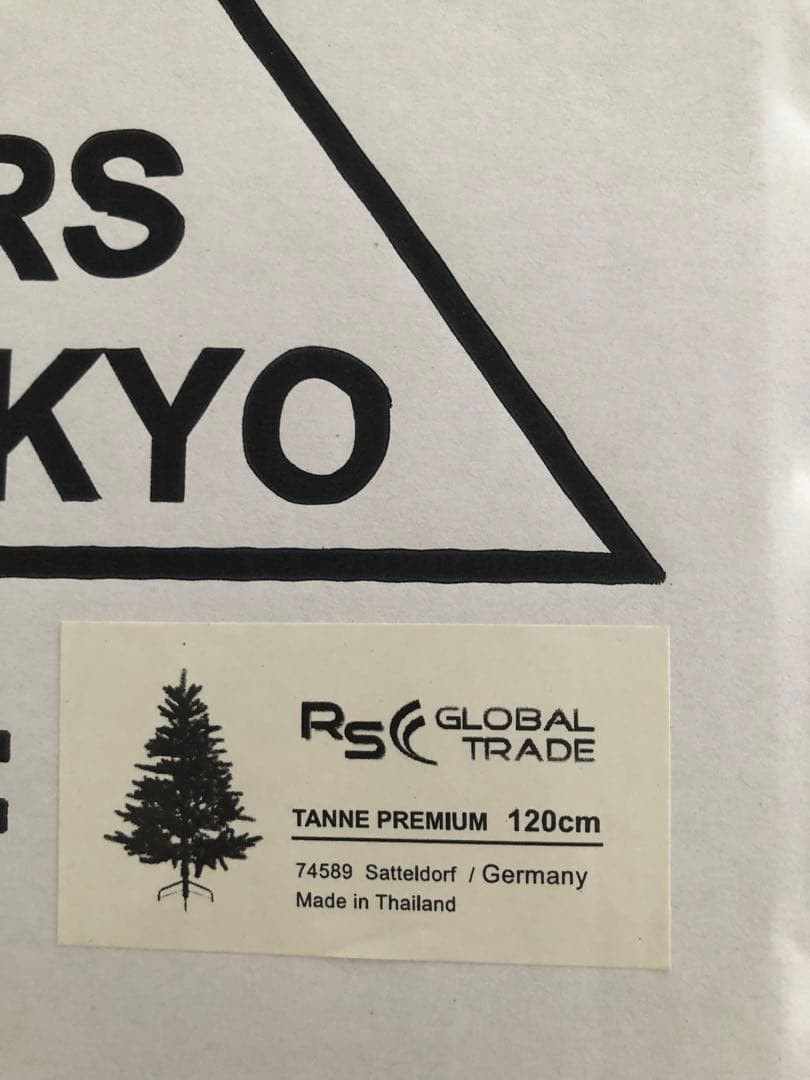 RS
KYO
RS GLOBAL
TRADE
TANNE PREMIUM 120cm
74589 Satteldorf / Germany
Made in Thailand